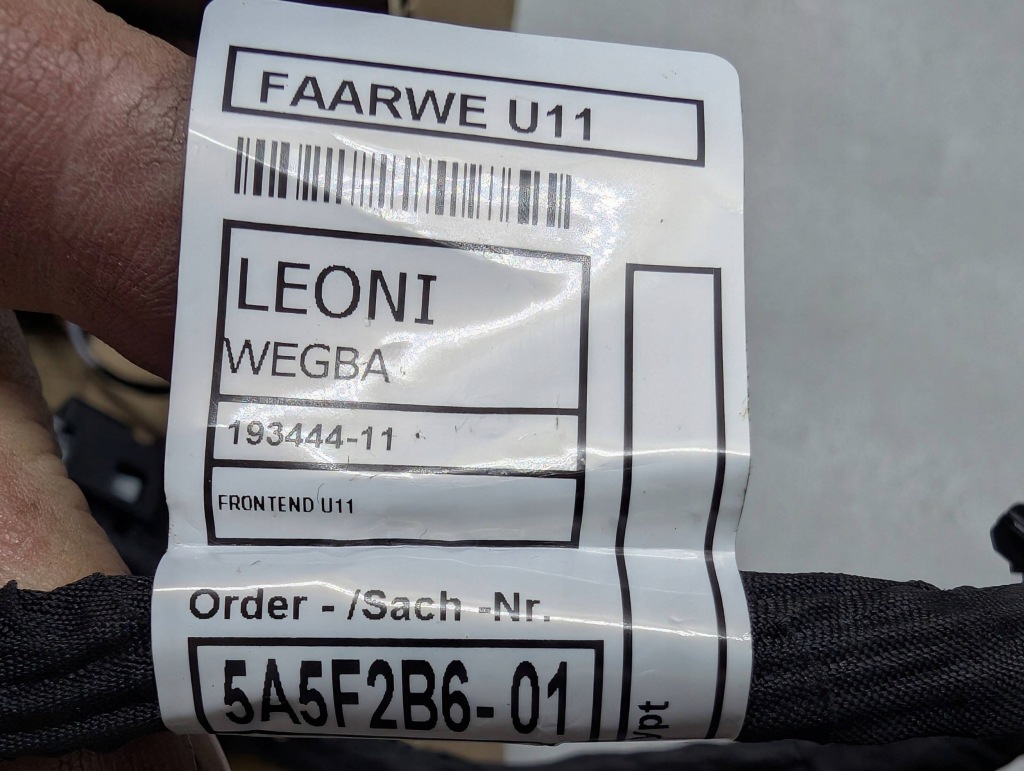 FAARWE U11
LEONI
WEGBA
193444-11
FRONTEND U11
Order - /Sach -Nr.
5A5F2B6-01